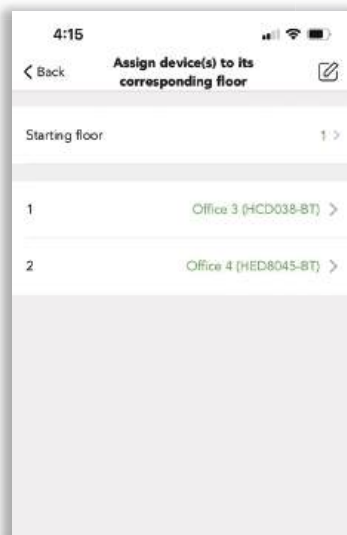 4:15
Back
Assign device(s) to its
corresponding floor
Starting floor 1
1 Office 3 (HCD038-BT)
2 Office 4 (HED8045-BT)